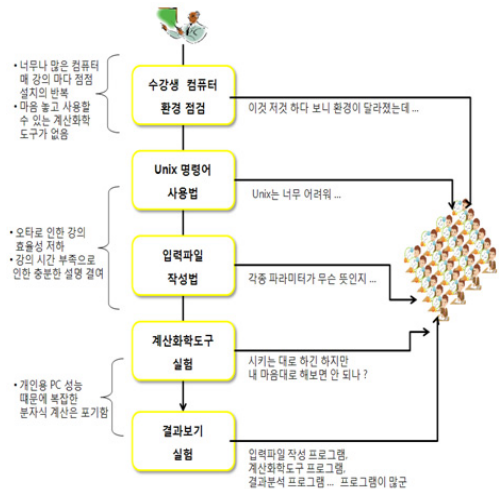 • 너무나 많은 컴퓨터
매 강의 마다 점점
설치의 반복
• 마음 놓고 사용할
수 있는 계산화학
도구가 없음
수강생 컴퓨터
환경 점검
이것 저것 하다 보니 환경이 달라졌는데 ...
Unix 명령어
사용법
Unix는 너무 어려워 ...
• 오타로 인한 강의
효율성 저하
• 강의 시간 부족으로
인한 충분한 설명 결여
입력파일
작성법
각종 파라미터가 무슨 뜻인지 ...
계산화학도구
실험
시키는 대로 하긴 하지만
내 마음대로 해보면 안 되나 ?
• 개인용 PC 성능
때문에 복잡한
분자식 계산은 포기함
결과보기
실험
입력파일 작성 프로그램,
계산화학도구 프로그램,
결과분석 프로그램 ... 프로그램이 많군